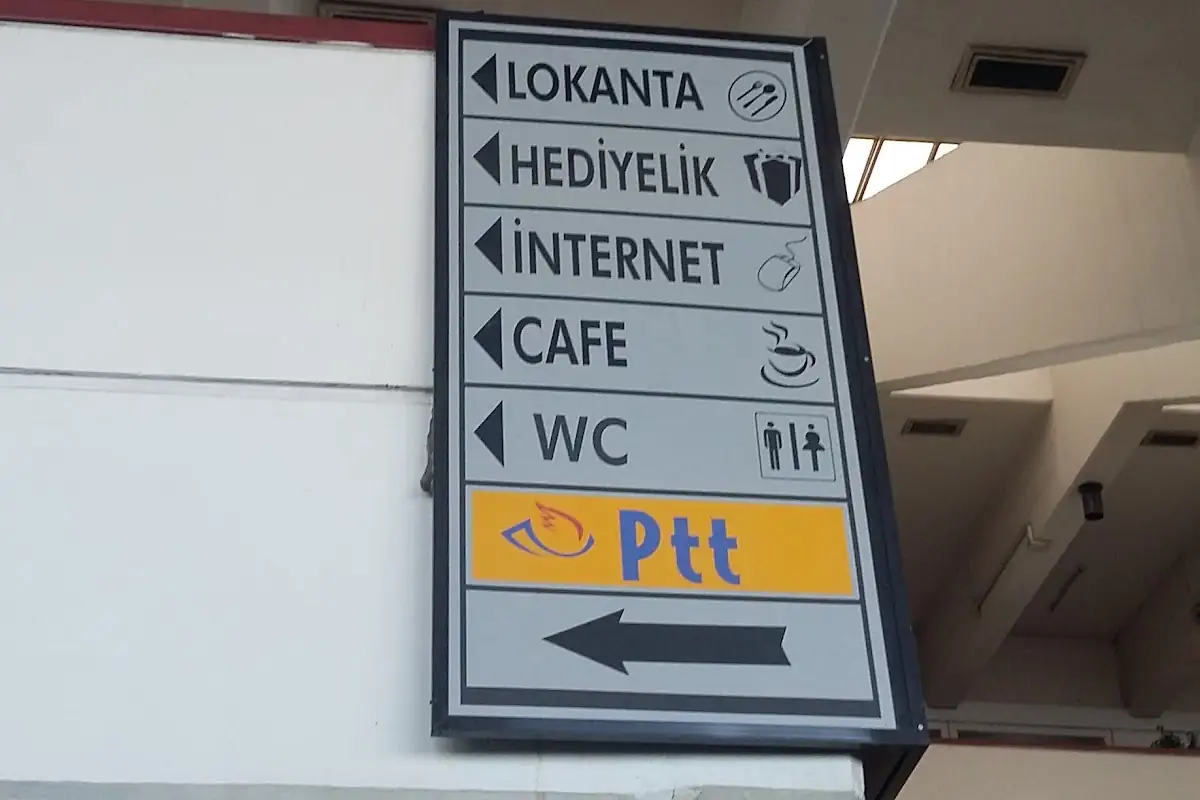 LOKANTA
HEDİYELİK
İNTERNET
CAFE
WC
Ptt